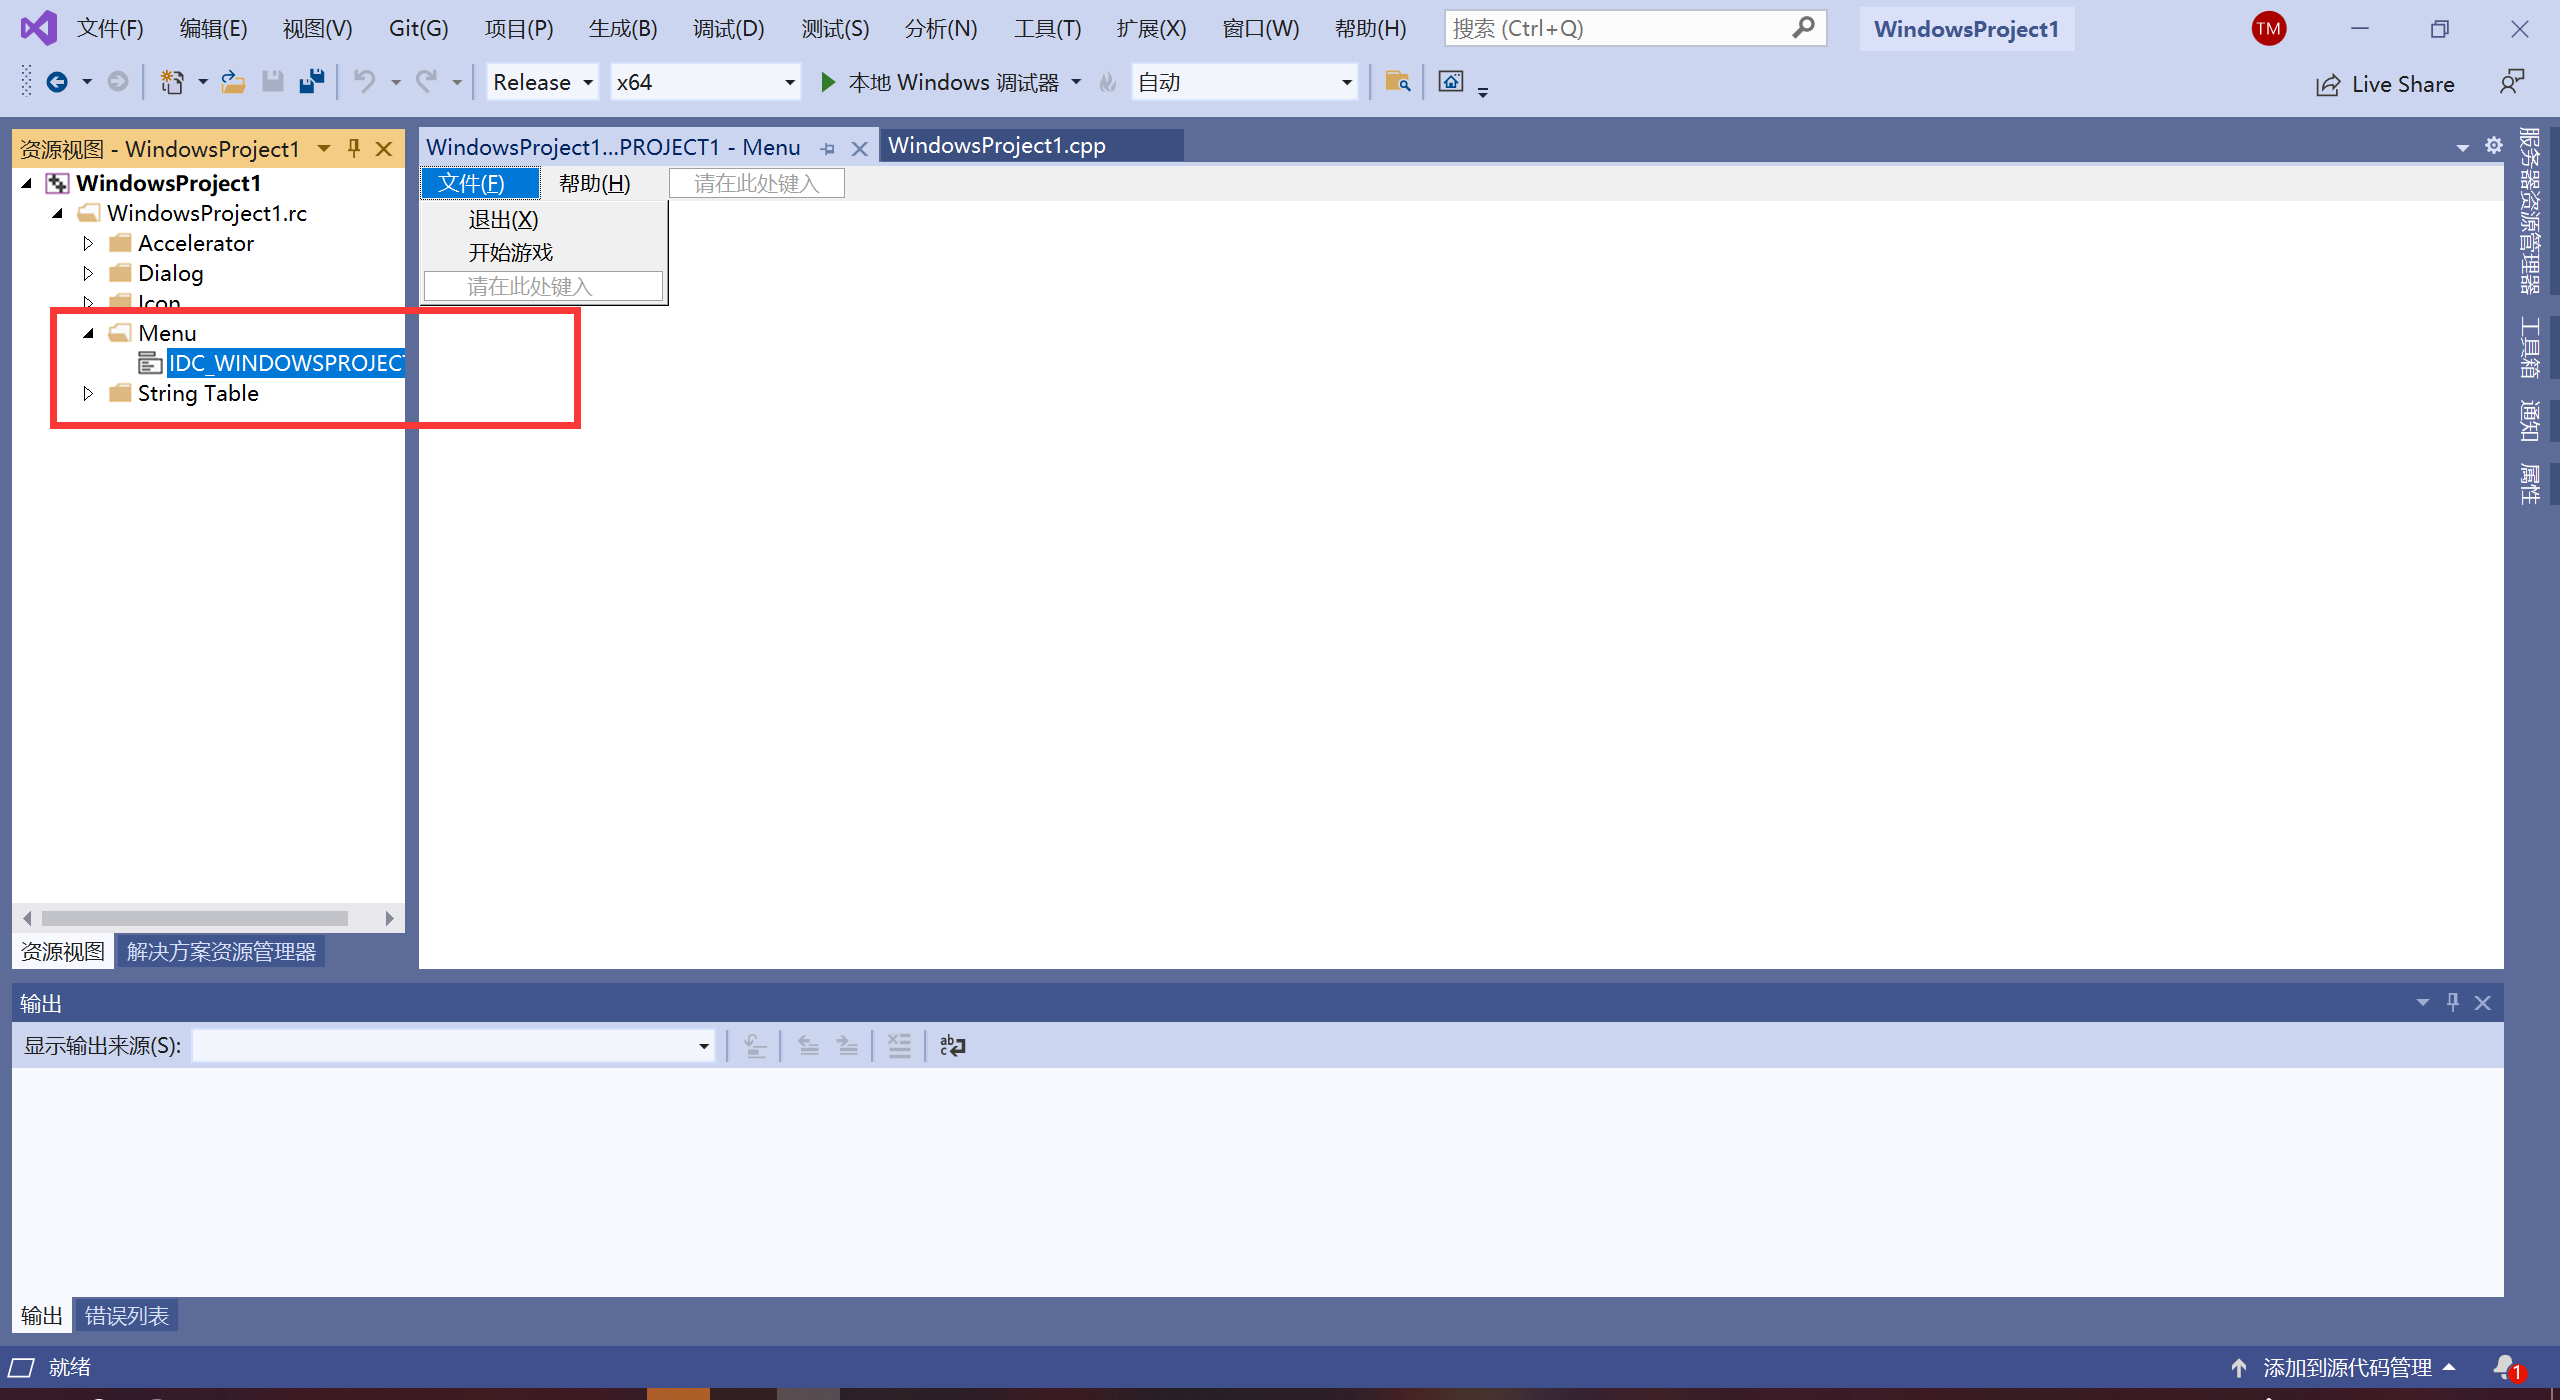 文件(F) 编辑(E) 视图(V) Git(G) 项目(P) 生成(B) 调试(D) 测试(S) 分析(N) 工具(T) 扩展(X) 窗口(W) 帮助(H) 搜索 (Ctrl+Q) WindowsProject1 TM
Release x64 本地 Windows 调试器 自动 Live Share
资源视图 - WindowsProject1
WindowsProject1
WindowsProject1.rc
Accelerator
Dialog
Icon
Menu
IDC_WINDOWSPROJECT
String Table
资源视图 解决方案资源管理器
WindowsProject1...PROJECT1 - Menu WindowsProject1.cpp
文件(F) 帮助(H) 请在此处键入
退出(X)
开始游戏
请在此处键入
服务器资源管理器
工具箱
通知
属性
输出
显示输出来源(S):
abc
输出 错误列表
就绪 添加到源代码管理 1